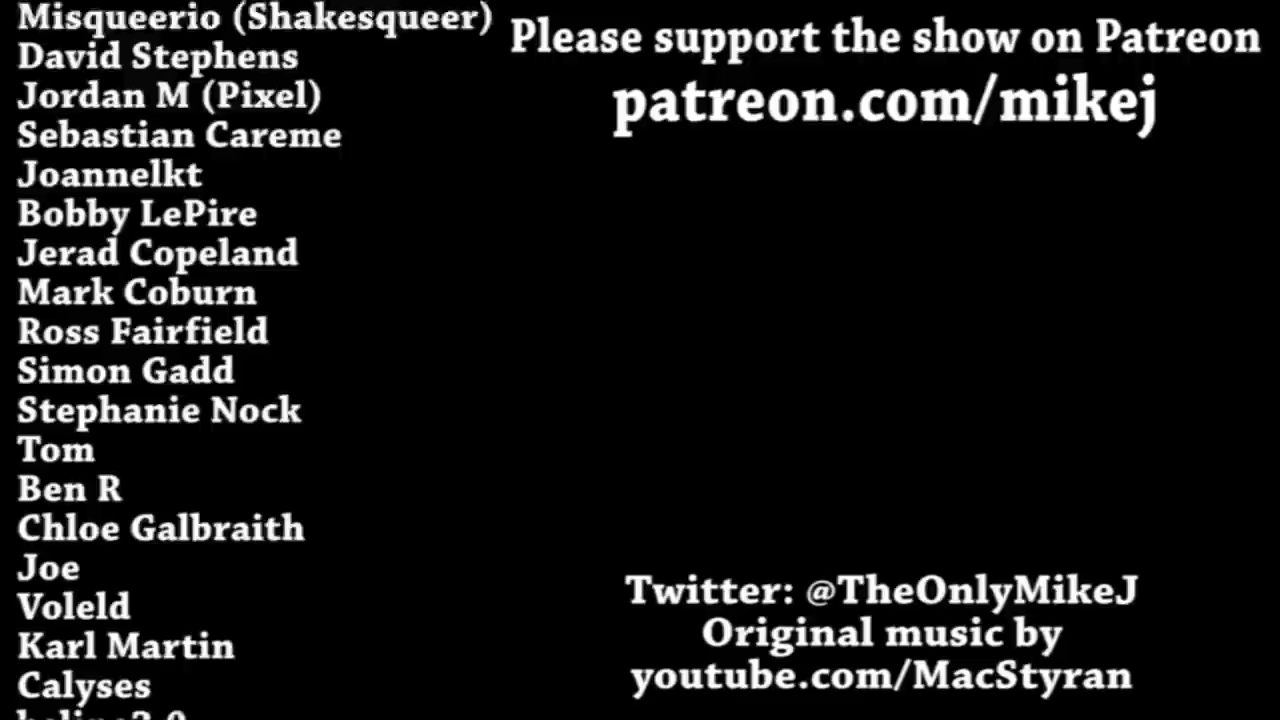 Misqueerio (Shakesqueer)
David Stephens
Jordan M (Pixel)
Sebastian Careme
Joannelkt
Bobby LePire
Jerad Copeland
Mark Coburn
Ross Fairfield
Simon Gadd
Stephanie Nock
Tom
Ben R
Chloe Galbraith
Joe
Voleld
Karl Martin
Calyses
Please support the show on Patreon
patreon.com/mikej
Twitter: @TheOnlyMikeJ
Original music by
youtube.com/MacStyran